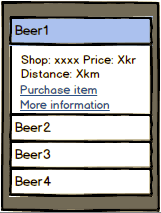 Beer1
Shop: xxxx Price: Xkr
Distance: Xkm
Purchase item
More information
Beer2
Beer3
Beer4